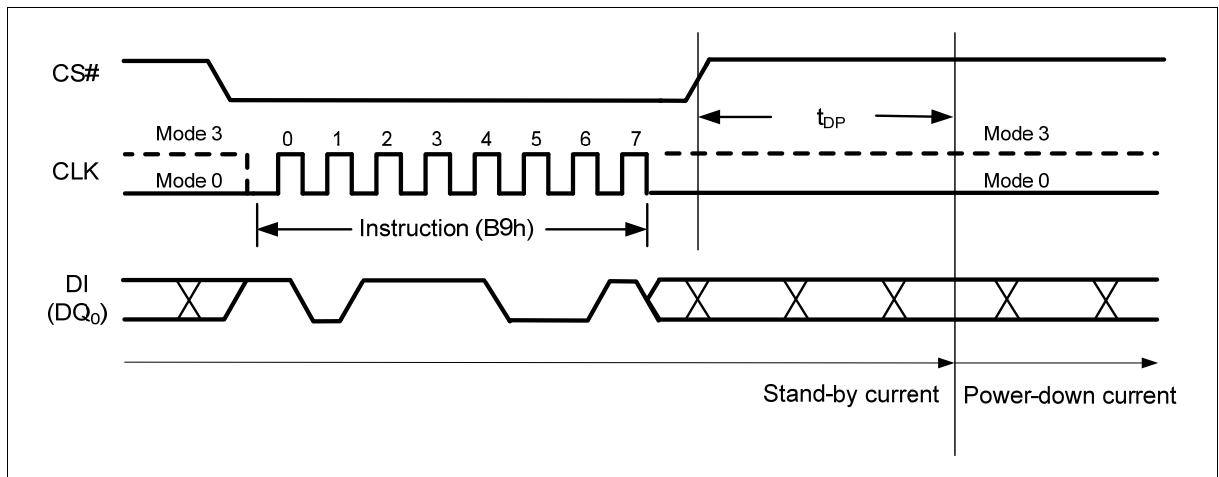 CS#
t_DP
Mode 3
0 1 2 3 4 5 6 7
Mode 3
CLK
Mode 0
Mode 0
Instruction (B9h)
DI
(DQ₀)
Stand-by current
Power-down current